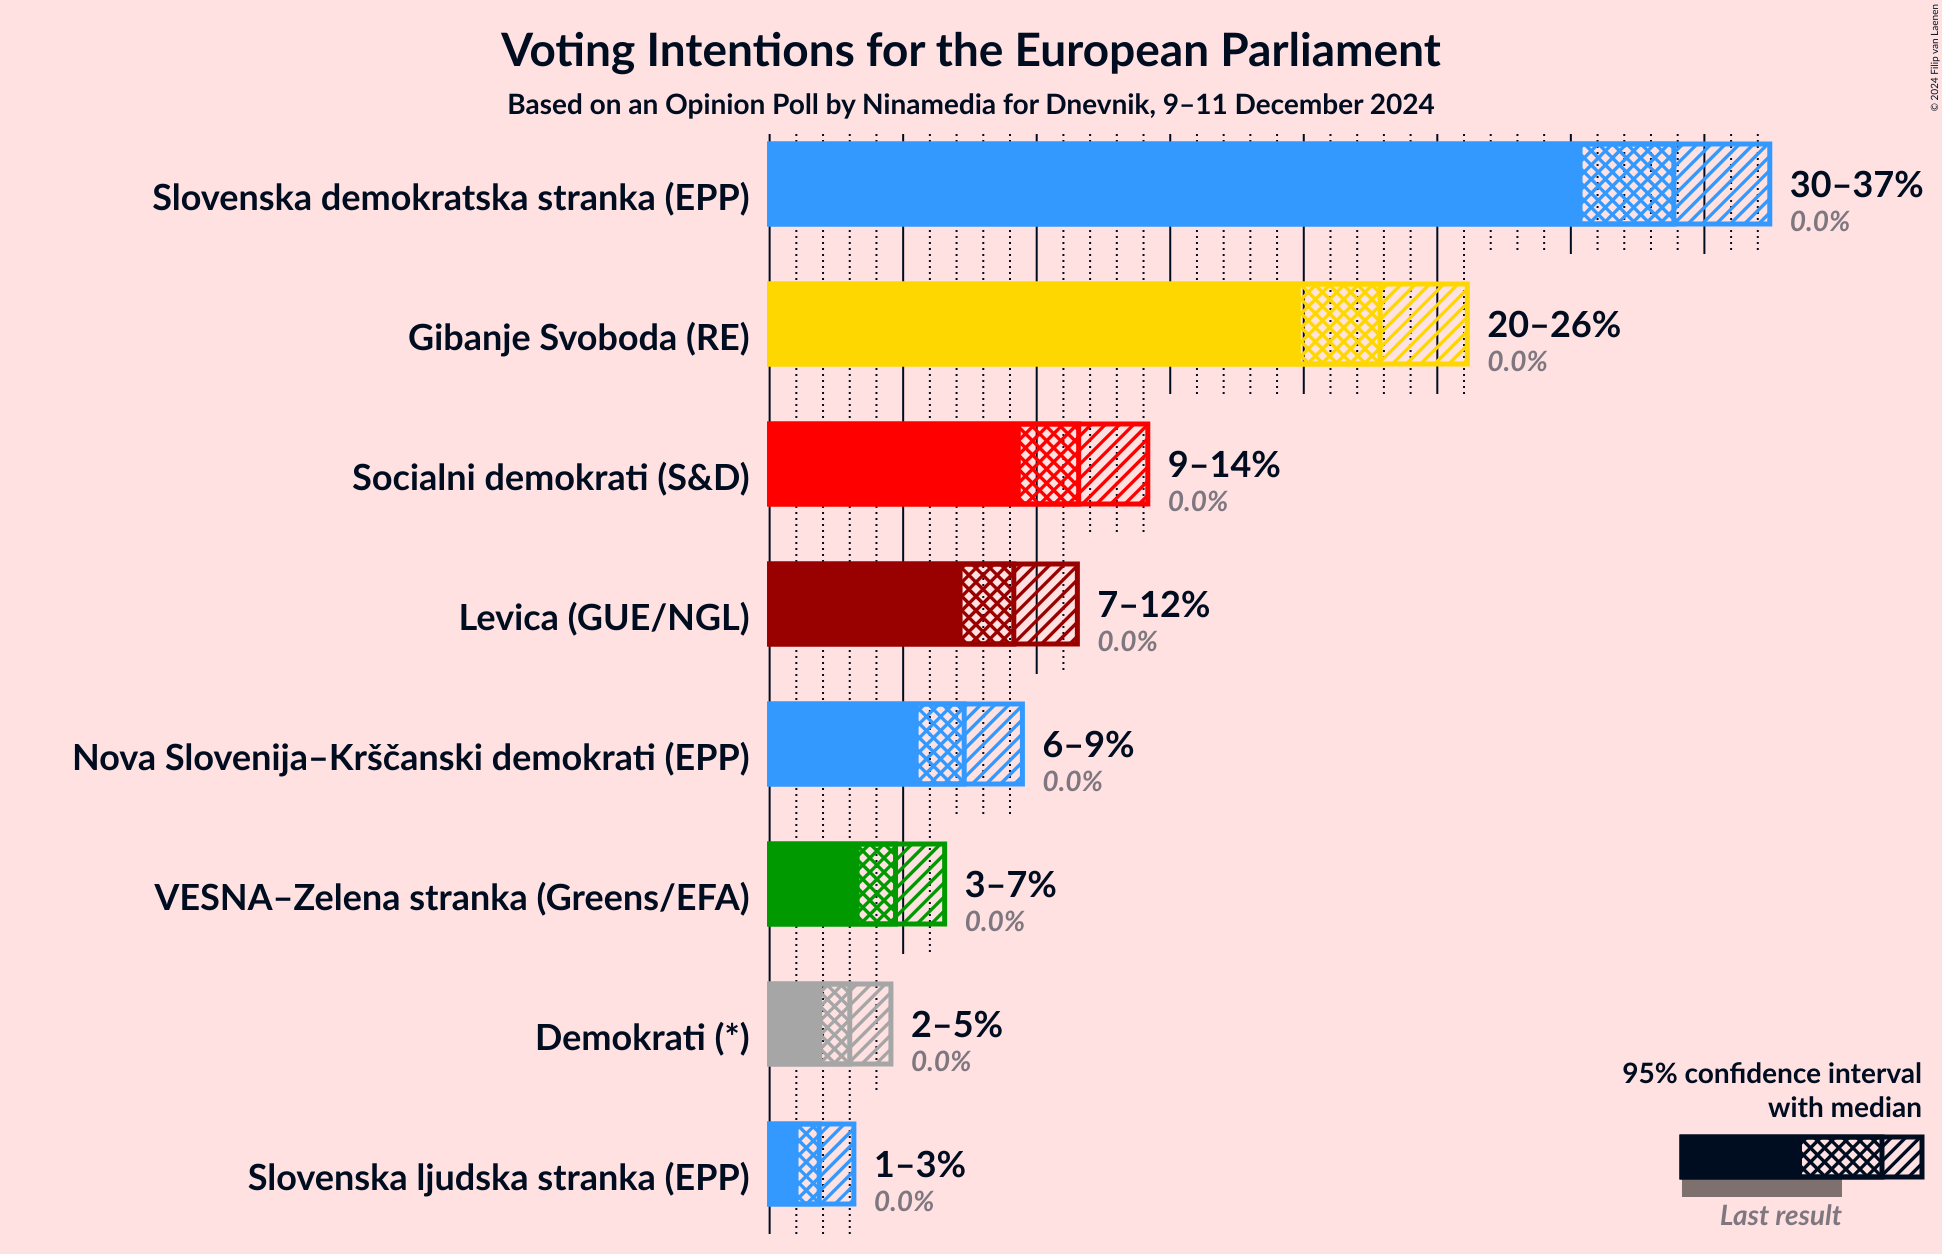 Voting Intentions for the European Parliament
Based on an Opinion Poll by Ninamedia for Dnevnik, 9–11 December 2024
© 2024 Filip van Laenen
Slovenska demokratska stranka (EPP)
30–37%
0.0%
Gibanje Svoboda (RE)
20–26%
0.0%
Socialni demokrati (S&D)
9–14%
0.0%
Levica (GUE/NGL)
7–12%
0.0%
Nova Slovenija–Krščanski demokrati (EPP)
6–9%
0.0%
VESNA–Zelena stranka (Greens/EFA)
3–7%
0.0%
Demokrati (*)
2–5%
0.0%
Slovenska ljudska stranka (EPP)
1–3%
0.0%
95% confidence interval
with median
Last result